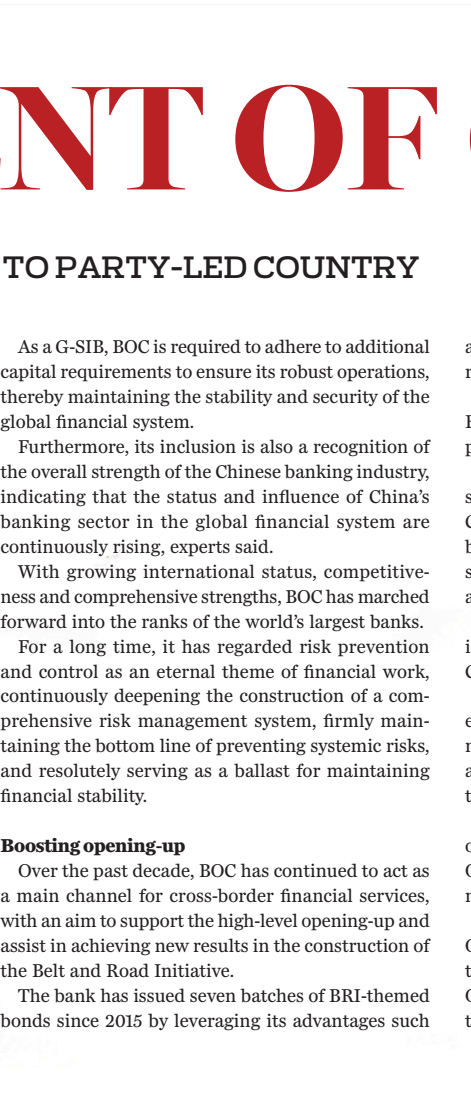 NT OF
TO PARTY-LED COUNTRY
As a G-SIB, BOC is required to adhere to additional
capital requirements to ensure its robust operations,
thereby maintaining the stability and security of the
global financial system.
Furthermore, its inclusion is also a recognition of
the overall strength of the Chinese banking industry,
indicating that the status and influence of China’s
banking sector in the global financial system are
continuously rising, experts said.
With growing international status, competitive-
ness and comprehensive strengths, BOC has marched
forward into the ranks of the world’s largest banks.
For a long time, it has regarded risk prevention
and control as an eternal theme of financial work,
continuously deepening the construction of a com-
prehensive risk management system, firmly main-
taining the bottom line of preventing systemic risks,
and resolutely serving as a ballast for maintaining
financial stability.
Boosting opening-up
Over the past decade, BOC has continued to act as
a main channel for cross-border financial services,
with an aim to support the high-level opening-up and
assist in achieving new results in the construction of
the Belt and Road Initiative.
The bank has issued seven batches of BRI-themed
bonds since 2015 by leveraging its advantages such